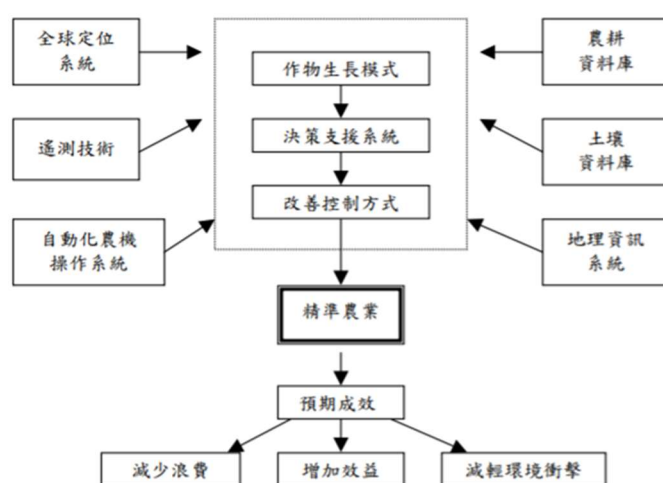 全球定位
系統
作物生長模式
農耕
資料庫
遙測技術
決策支援系統
土壤
資料庫
改善控制方式
自動化農機
操作系統
地理資訊
系統
精準農業
預期成效
減少浪費
增加效益
減輕環境衝擊